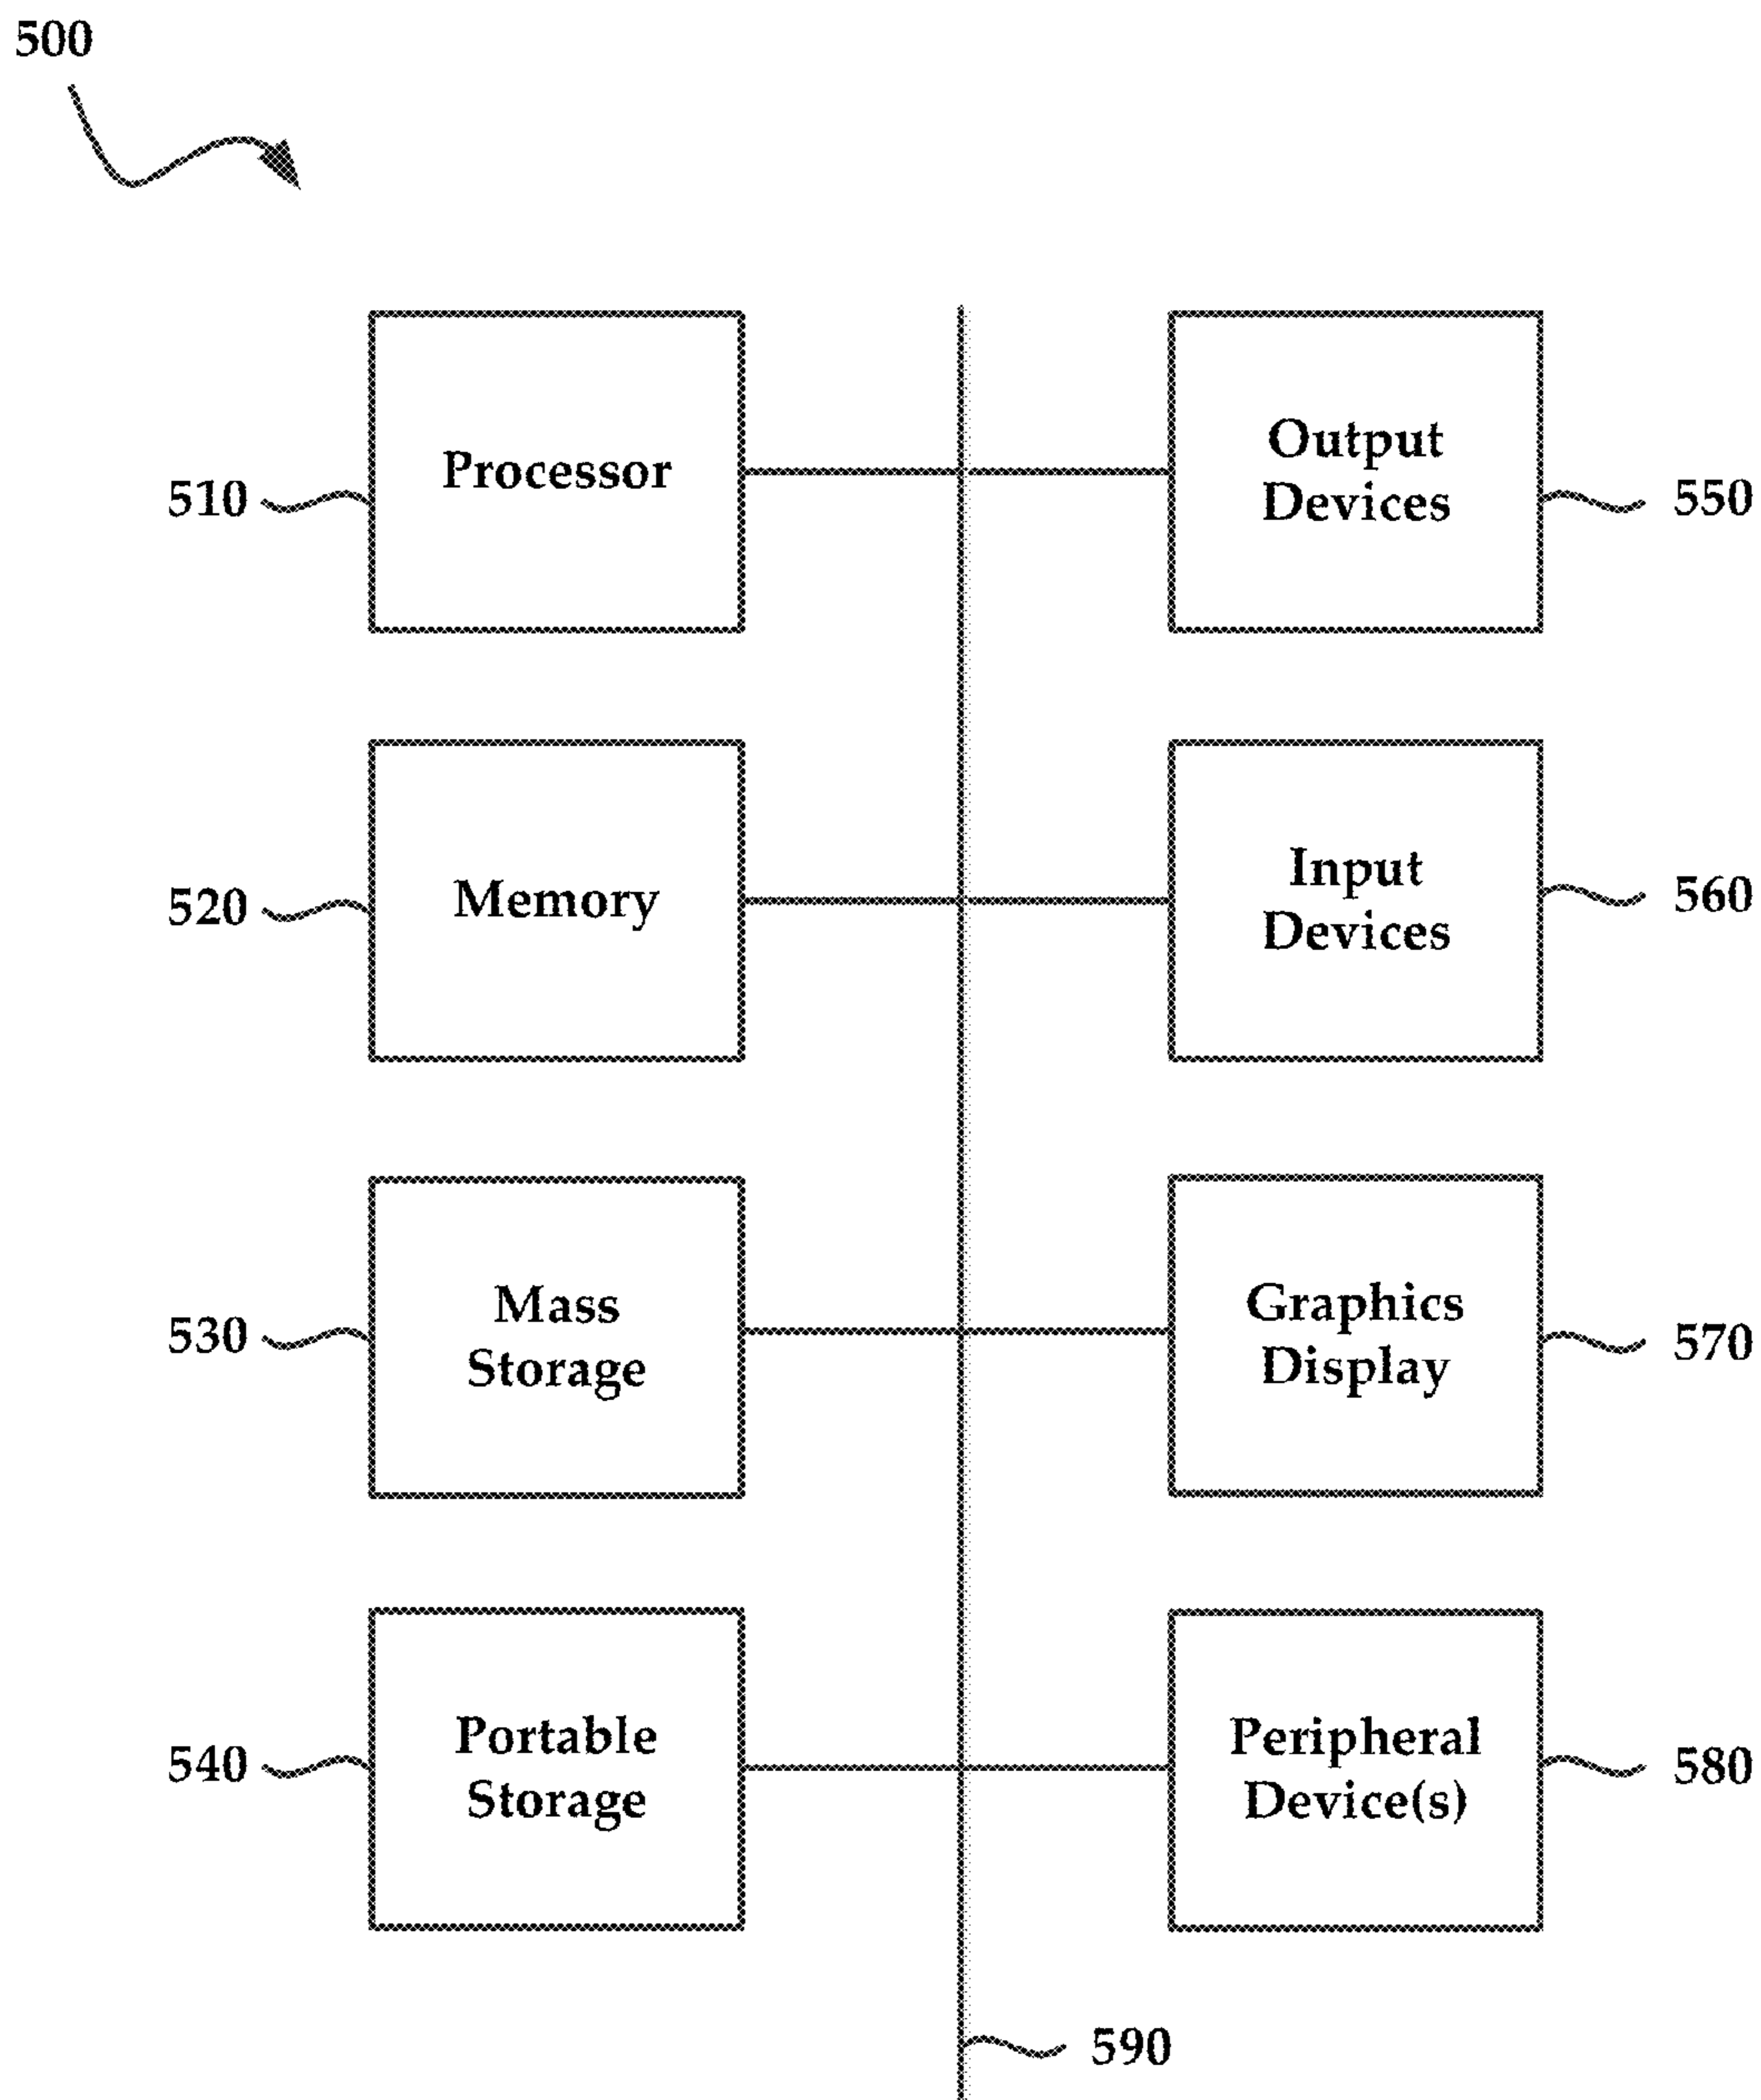 500
Processor
510
Output
Devices
550
Memory
520
Input
Devices
560
Mass
Storage
530
Graphics
Display
570
Portable
Storage
540
Peripheral
Device(s)
580
590